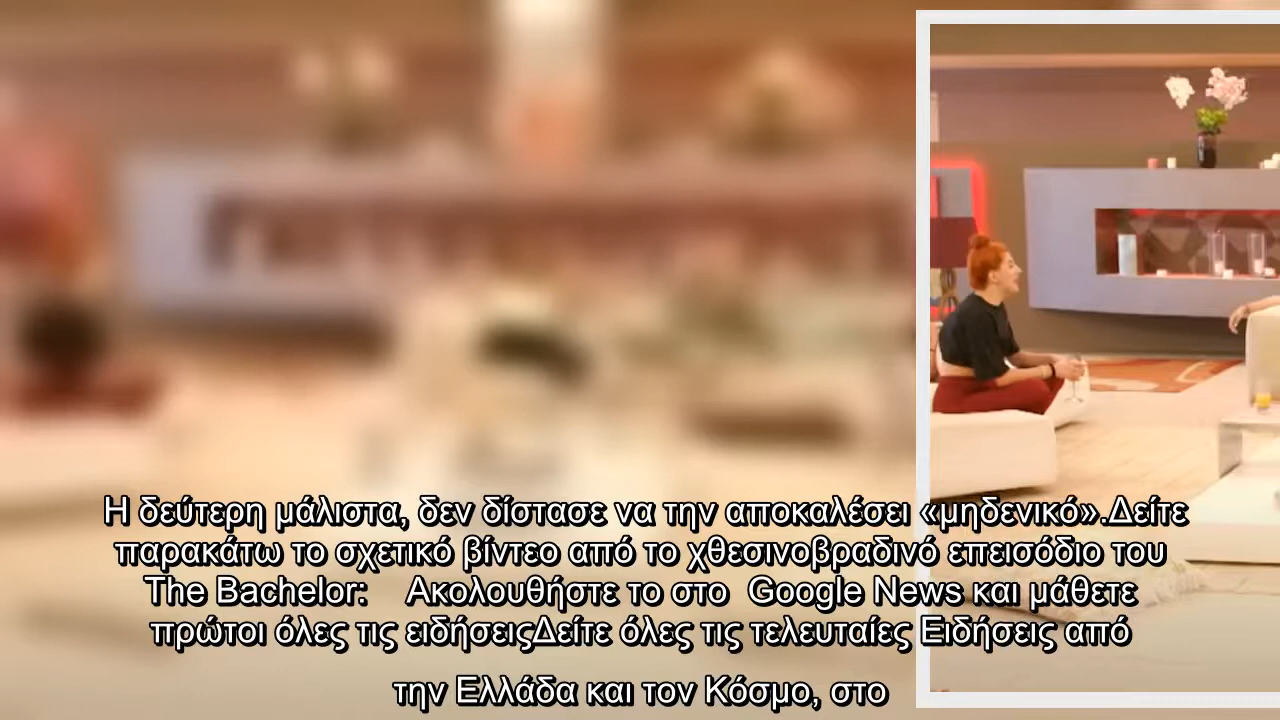 Η δεύτερη μάλιστα, δεν δίστασε να την αποκαλέσει «μηδενικό».Δείτε
παρακάτω το σχετικό βίντεο από το χθεσινοβραδινό επεισόδιο του
The Bachelor:    Ακολουθήστε το στο  Google News και μάθετε
πρώτοι όλες τις ειδήσειςΔείτε όλες τις τελευταίες Ειδήσεις από
την Ελλάδα και τον Κόσμο, στο